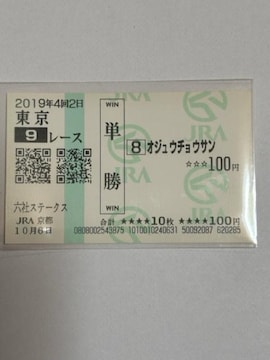 2019年4回2日
東京
9レース
WIN
単勝
WIN
8 オジュウチョウサン
☆☆☆100円
JRA
六社ステークス
JRA 京都
10月6日
合計 ★★★★10枚 ★★★★100円